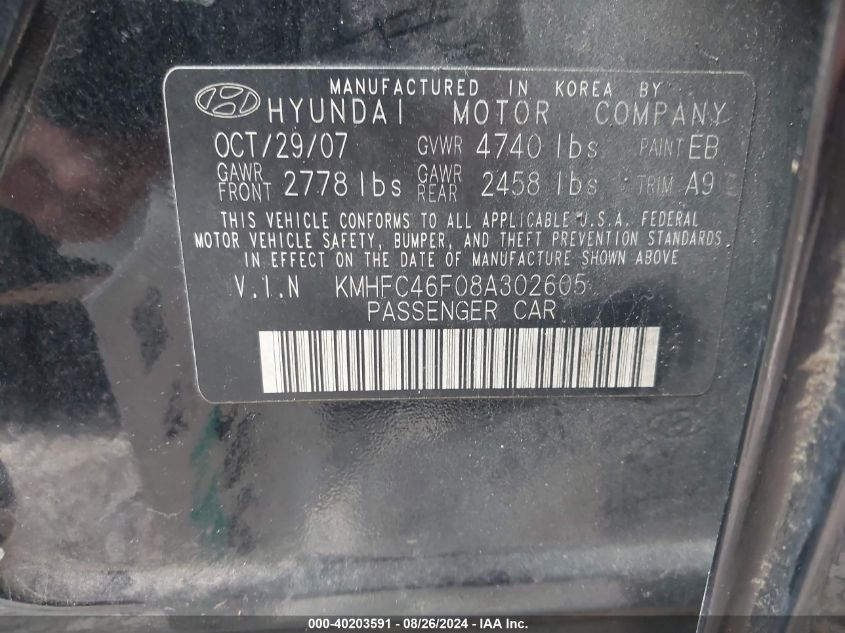 MANUFACTURED IN KOREA BY
HYUNDAI MOTOR COMPANY
OCT/29/07 GVWR 4740 lbs PAINT EB
GAWR FRONT 2778 lbs GAWR REAR 2458 lbs TRIM A9
THIS VEHICLE CONFORMS TO ALL APPLICABLE U.S.A. FEDERAL
MOTOR VEHICLE SAFETY, BUMPER, AND THEFT PREVENTION STANDARDS
IN EFFECT ON THE DATE OF MANUFACTURE SHOWN ABOVE
V.I.N KMHFC46F08A302605
PASSENGER CAR
000-40203591 - 08/26/2024 - IAA Inc.